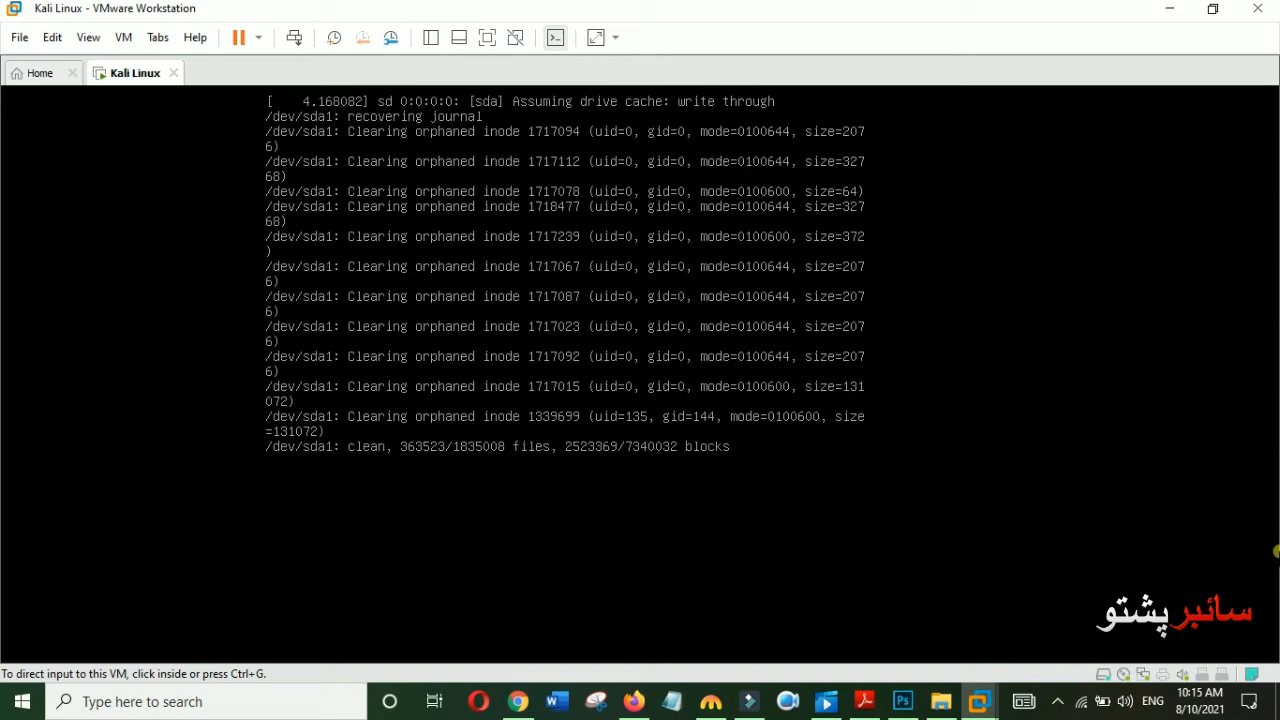 Kali Linux - VMware Workstation
File Edit View VM Tabs Help
Home Kali Linux
[    4.168082] sd 0:0:0:0: [sda] Assuming drive cache: write through
/dev/sda1: recovering journal
/dev/sda1: Clearing orphaned inode 1717094 (uid=0, gid=0, mode=0100644, size=207
6)
/dev/sda1: Clearing orphaned inode 1717112 (uid=0, gid=0, mode=0100644, size=327
68)
/dev/sda1: Clearing orphaned inode 1717078 (uid=0, gid=0, mode=0100600, size=64)
/dev/sda1: Clearing orphaned inode 1718477 (uid=0, gid=0, mode=0100644, size=327
68)
/dev/sda1: Clearing orphaned inode 1717239 (uid=0, gid=0, mode=0100600, size=372
)
/dev/sda1: Clearing orphaned inode 1717067 (uid=0, gid=0, mode=0100644, size=207
6)
/dev/sda1: Clearing orphaned inode 1717087 (uid=0, gid=0, mode=0100644, size=207
6)
/dev/sda1: Clearing orphaned inode 1717023 (uid=0, gid=0, mode=0100644, size=207
6)
/dev/sda1: Clearing orphaned inode 1717092 (uid=0, gid=0, mode=0100644, size=207
6)
/dev/sda1: Clearing orphaned inode 1717015 (uid=0, gid=0, mode=0100600, size=131
072)
/dev/sda1: Clearing orphaned inode 1339699 (uid=135, gid=144, mode=0100600, size
=131072)
/dev/sda1: clean, 363523/1835008 files, 2523369/7340032 blocks
سائبر پشتو
To direct input to this VM, click inside or press Ctrl+G.
Type here to search
ENG
10:15 AM
8/10/2021